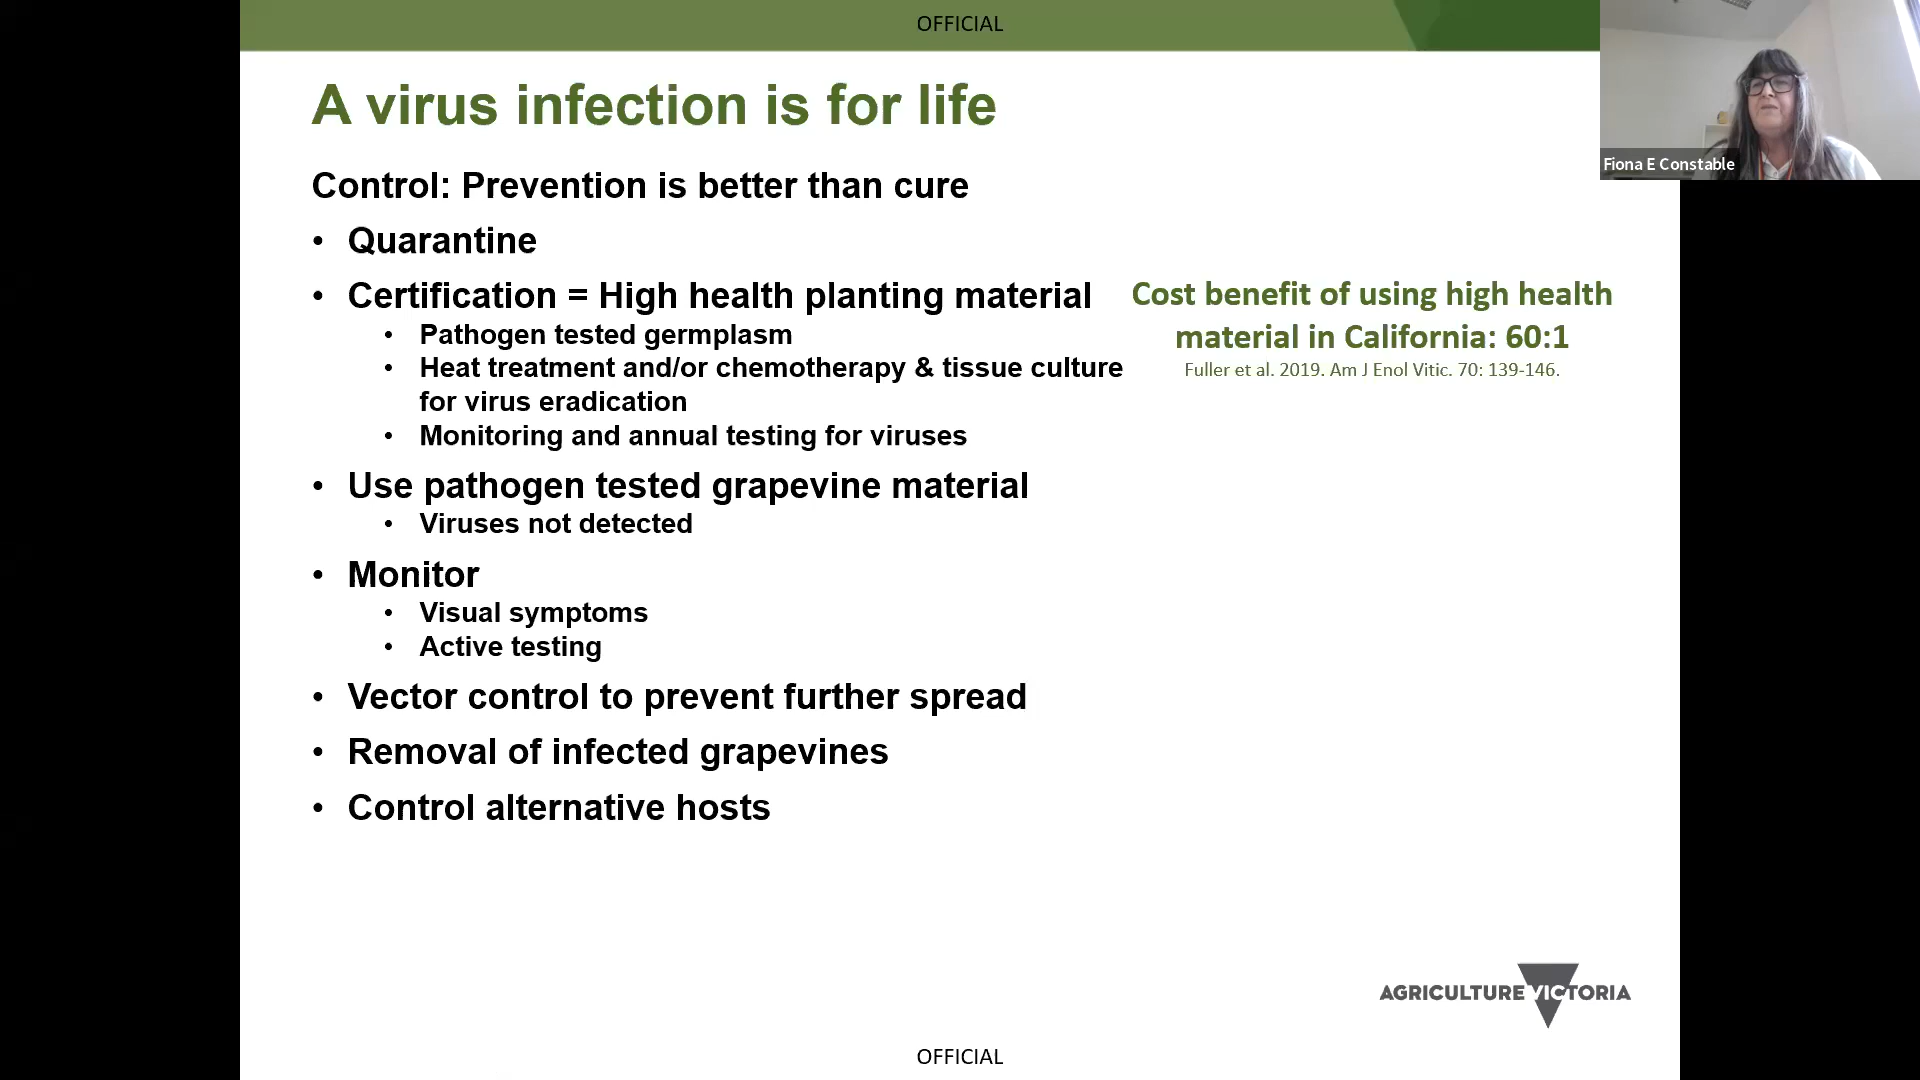 OFFICIAL
A virus infection is for life
Fiona E Constable
Control: Prevention is better than cure
• Quarantine
• Certification = High health planting material
• Pathogen tested germplasm
• Heat treatment and/or chemotherapy & tissue culture
for virus eradication
• Monitoring and annual testing for viruses
Cost benefit of using high health
material in California: 60:1
Fuller et al. 2019. Am J Enol Vitic. 70: 139-146.
• Use pathogen tested grapevine material
• Viruses not detected
• Monitor
• Visual symptoms
• Active testing
• Vector control to prevent further spread
• Removal of infected grapevines
• Control alternative hosts
AGRICULTURE VICTORIA
OFFICIAL